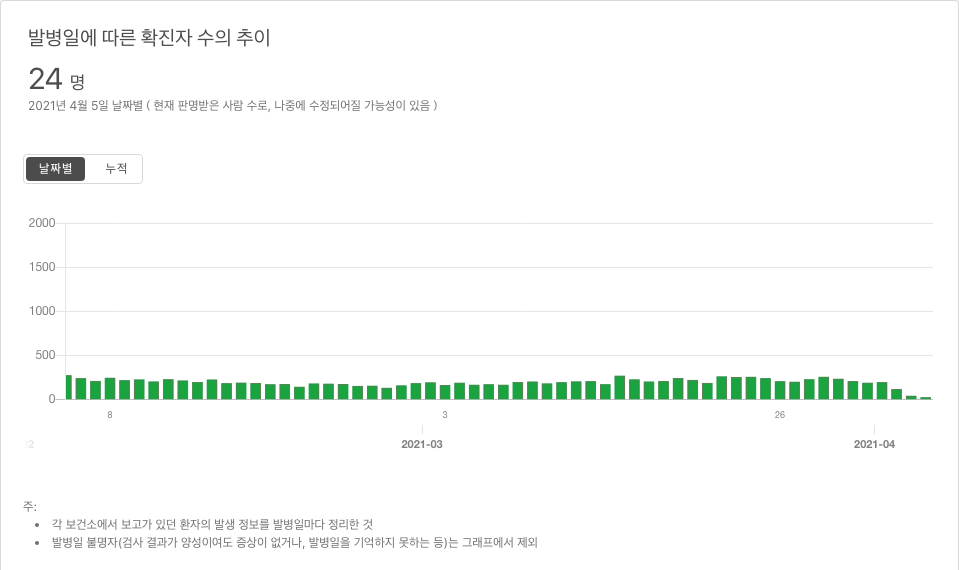 발병일에 따른 확진자 수의 추이
24 명
2021년 4월 5일 날짜별 ( 현재 판명받은 사람 수로, 나중에 수정되어질 가능성이 있음 )
날짜별 누적
2000
1500
1000
500
0
8 3 26
2021-03 2021-04
주:
• 각 보건소에서 보고가 있던 환자의 발생 정보를 발병일마다 정리한 것
• 발병일 불명자(검사 결과가 양성이여도 증상이 없거나, 발병일을 기억하지 못하는 등)는 그래프에서 제외